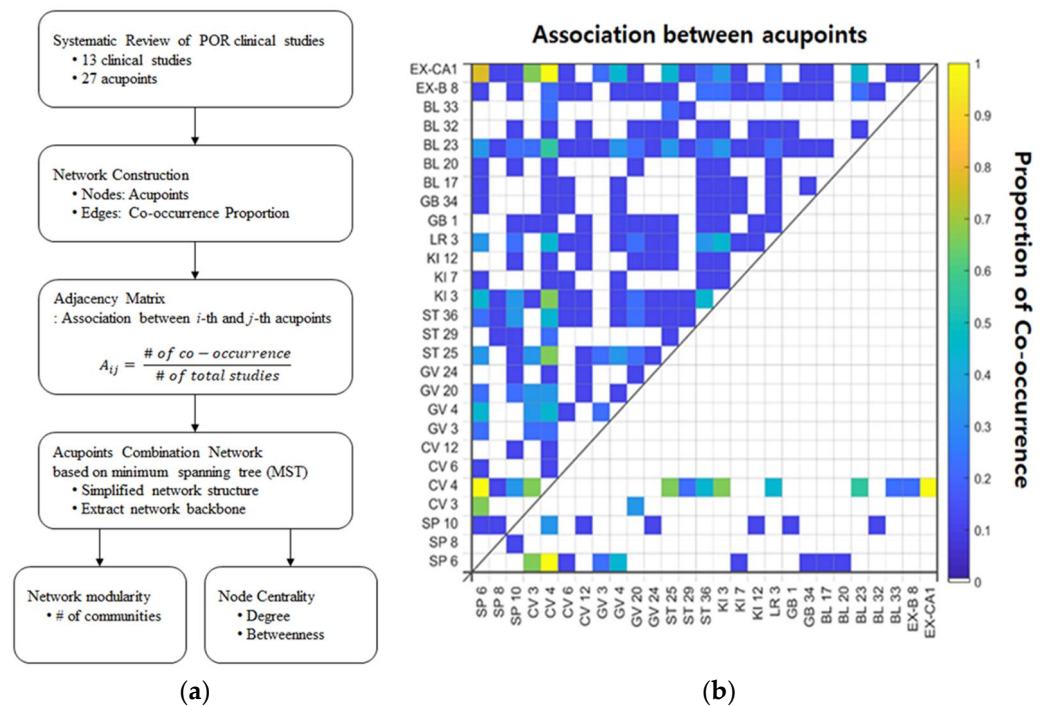 Systematic Review of POR clinical studies
• 13 clinical studies
• 27 acupoints
Network Construction
• Nodes: Acupoints
• Edges: Co-occurrence Proportion
Adjacency Matrix
: Association between i-th and j-th acupoints
A_ij = # of co − occurrence / # of total studies
Acupoints Combination Network
based on minimum spanning tree (MST)
• Simplified network structure
• Extract network backbone
Network modularity
• # of communities
Node Centrality
• Degree
• Betweenness
(a)
Association between acupoints
EX-CA1
EX-B 8
BL 33
BL 32
BL 23
BL 20
BL 17
GB 34
GB 1
LR 3
KI 12
KI 7
KI 3
ST 36
ST 29
ST 25
GV 24
GV 20
GV 4
GV 3
CV 12
CV 6
CV 4
CV 3
SP 10
SP 8
SP 6
SP 6
SP 8
SP 10
CV 3
CV 4
CV 6
CV 12
GV 3
GV 4
GV 20
GV 24
ST 25
ST 29
ST 36
KI 3
KI 7
KI 12
LR 3
GB 1
GB 34
BL 17
BL 20
BL 23
BL 32
BL 33
EX-B 8
EX-CA1
1
0.9
0.8
0.7
0.6
0.5
0.4
0.3
0.2
0.1
0
Proportion of Co-occurrence
(b)